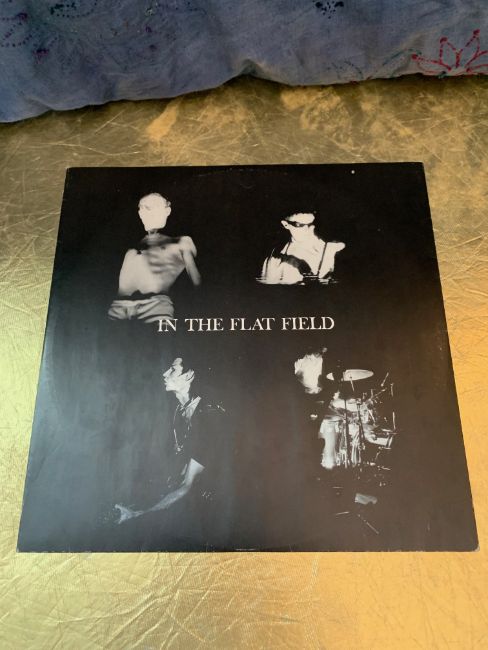 IN THE FLAT FIELD